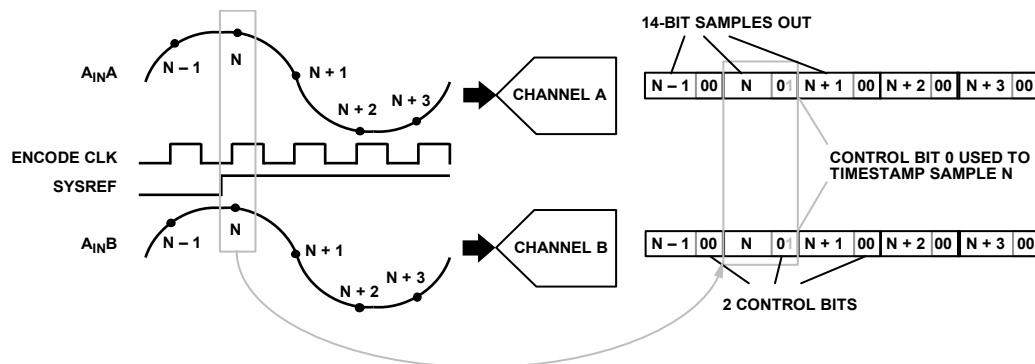 14-BIT SAMPLES OUT
AINA
N – 1
N
N + 1
N + 2
N + 3
CHANNEL A
N – 1 00 N 01 N + 1 00 N + 2 00 N + 3 00
ENCODE CLK
SYSREF
CONTROL BIT 0 USED TO
TIMESTAMP SAMPLE N
AINB
N – 1
N
N + 1
N + 2
N + 3
CHANNEL B
N – 1 00 N 01 N + 1 00 N + 2 00 N + 3 00
2 CONTROL BITS